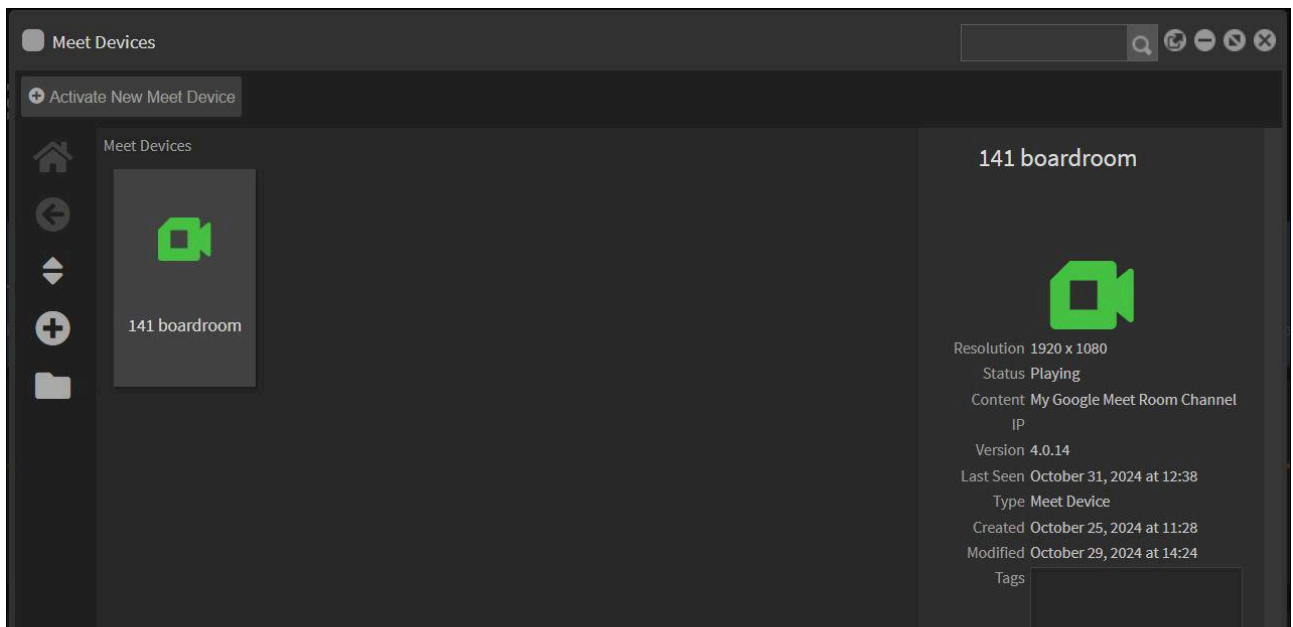 Meet Devices
Activate New Meet Device
Meet Devices
141 boardroom
141 boardroom
Resolution 1920 x 1080
Status Playing
Content My Google Meet Room Channel
IP
Version 4.0.14
Last Seen October 31, 2024 at 12:38
Type Meet Device
Created October 25, 2024 at 11:28
Modified October 29, 2024 at 14:24
Tags